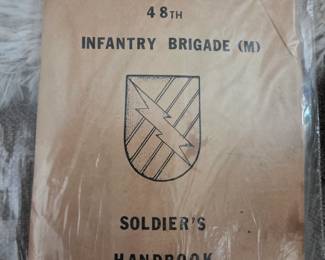 48TH
INFANTRY BRIGADE (M)
SOLDIER'S
HANDBOOK